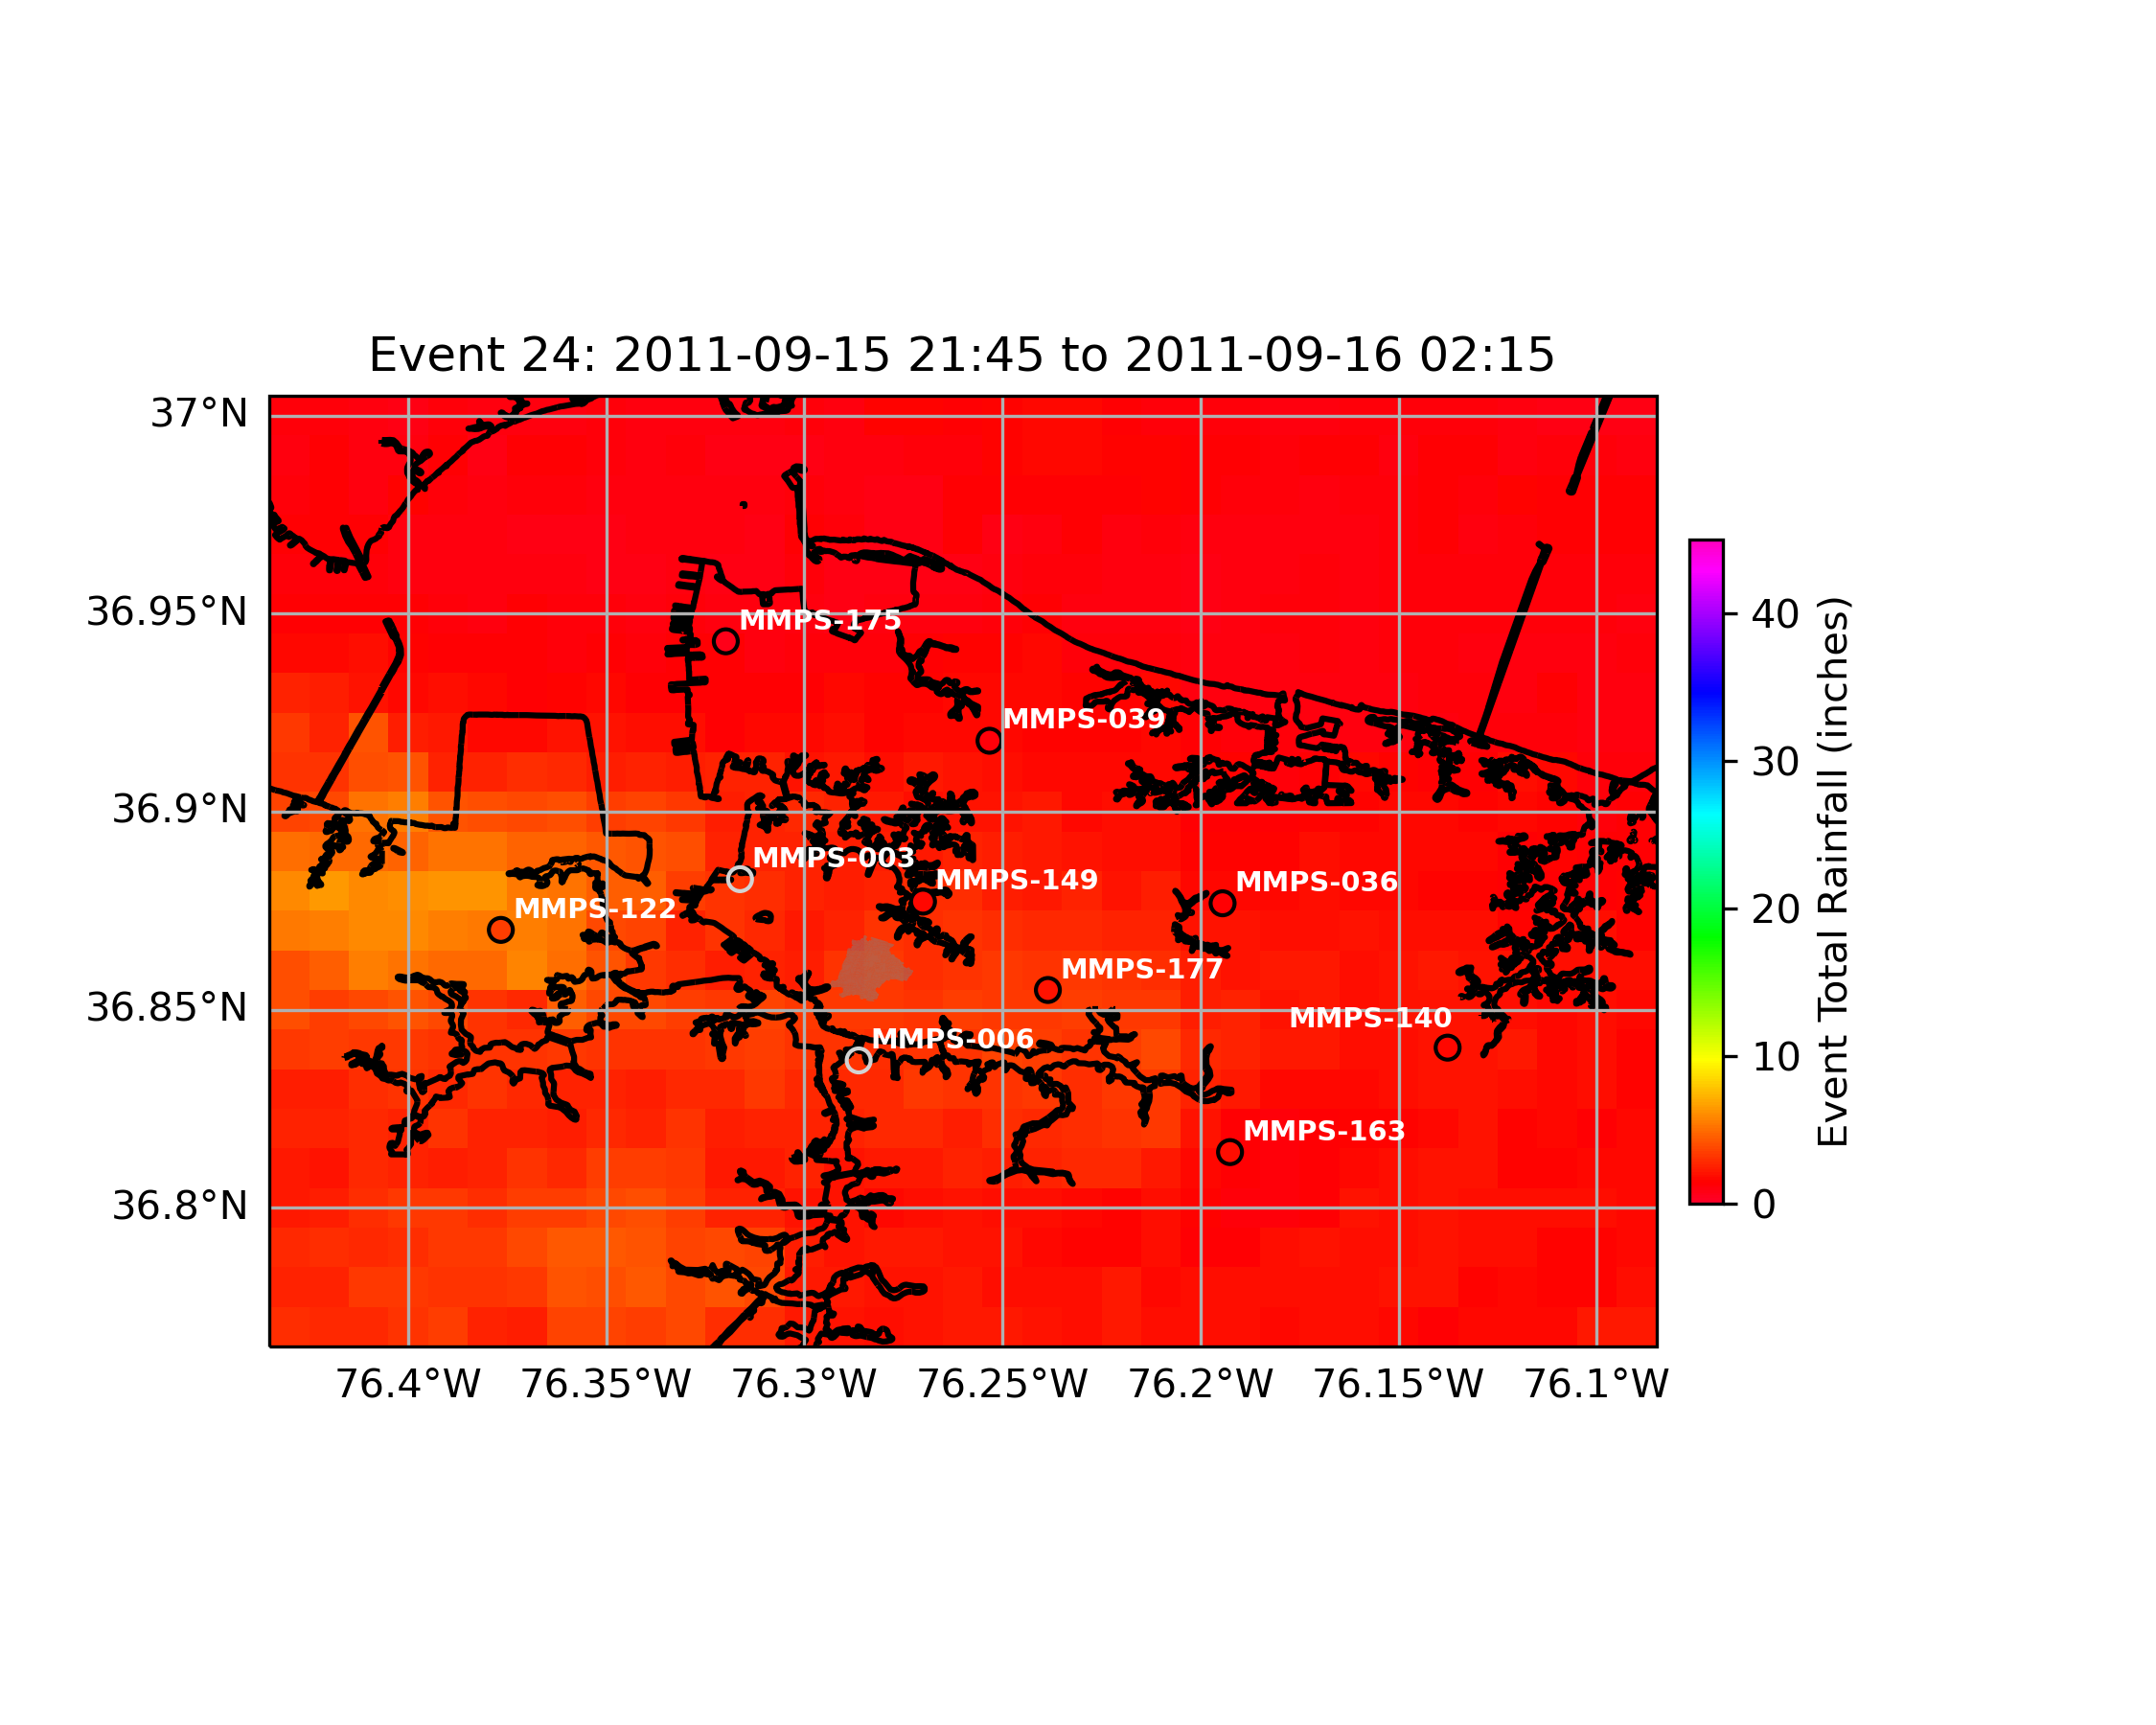 Event 24: 2011-09-15 21:45 to 2011-09-16 02:15
37°N
36.95°N
36.9°N
36.85°N
36.8°N
MMPS-175
MMPS-039
MMPS-003
MMPS-149
MMPS-036
MMPS-122
MMPS-177
MMPS-140
MMPS-006
MMPS-163
76.4°W 76.35°W 76.3°W 76.25°W 76.2°W 76.15°W 76.1°W
40
30
20
10
0
Event Total Rainfall (inches)